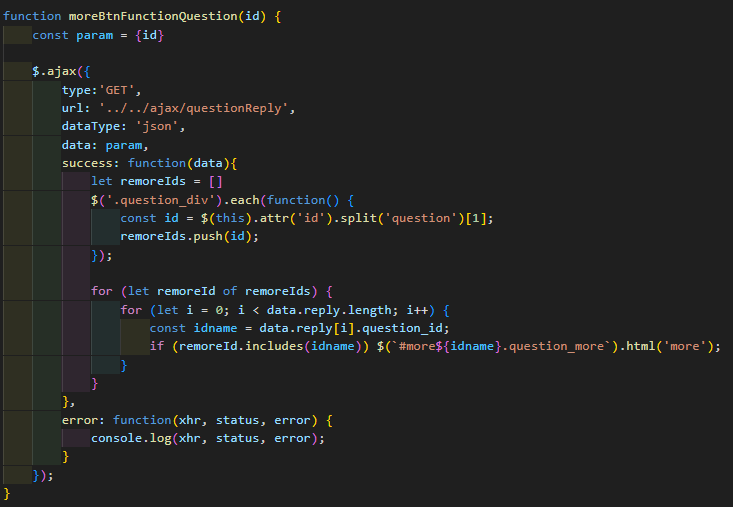 function moreBtnFunctionQuestion(id) {
const param = {id}
$.ajax({
type:'GET',
url: '../../ajax/questionReply',
dataType: 'json',
data: param,
success: function(data){
let remoreIds = []
$('.question_div').each(function() {
const id = $(this).attr('id').split('question')[1];
remoreIds.push(id);
});
for (let remoreId of remoreIds) {
for (let i = 0; i < data.reply.length; i++) {
const idname = data.reply[i].question_id;
if (remoreId.includes(idname)) $(`#more${idname}.question_more`).html('more');
}
}
},
error: function(xhr, status, error) {
console.log(xhr, status, error);
}
});
}